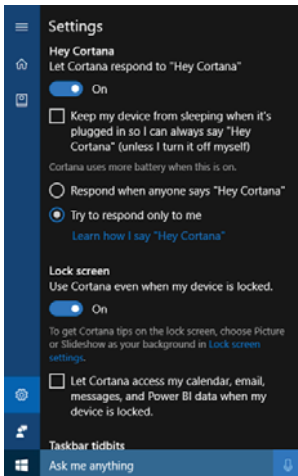 Settings
Hey Cortana
Let Cortana respond to "Hey Cortana"
On
Keep my device from sleeping when it's
plugged in so I can always say "Hey
Cortana" (unless I turn it off myself)
Cortana uses more battery when this is on.
Respond when anyone says "Hey Cortana"
Try to respond only to me
Learn how I say "Hey Cortana"
Lock screen
Use Cortana even when my device is locked.
On
To get Cortana tips on the lock screen, choose Picture
or Slideshow as your background in Lock screen
settings.
Let Cortana access my calendar, email,
messages, and Power BI data when my
device is locked.
Taskbar tidbits
Ask me anything